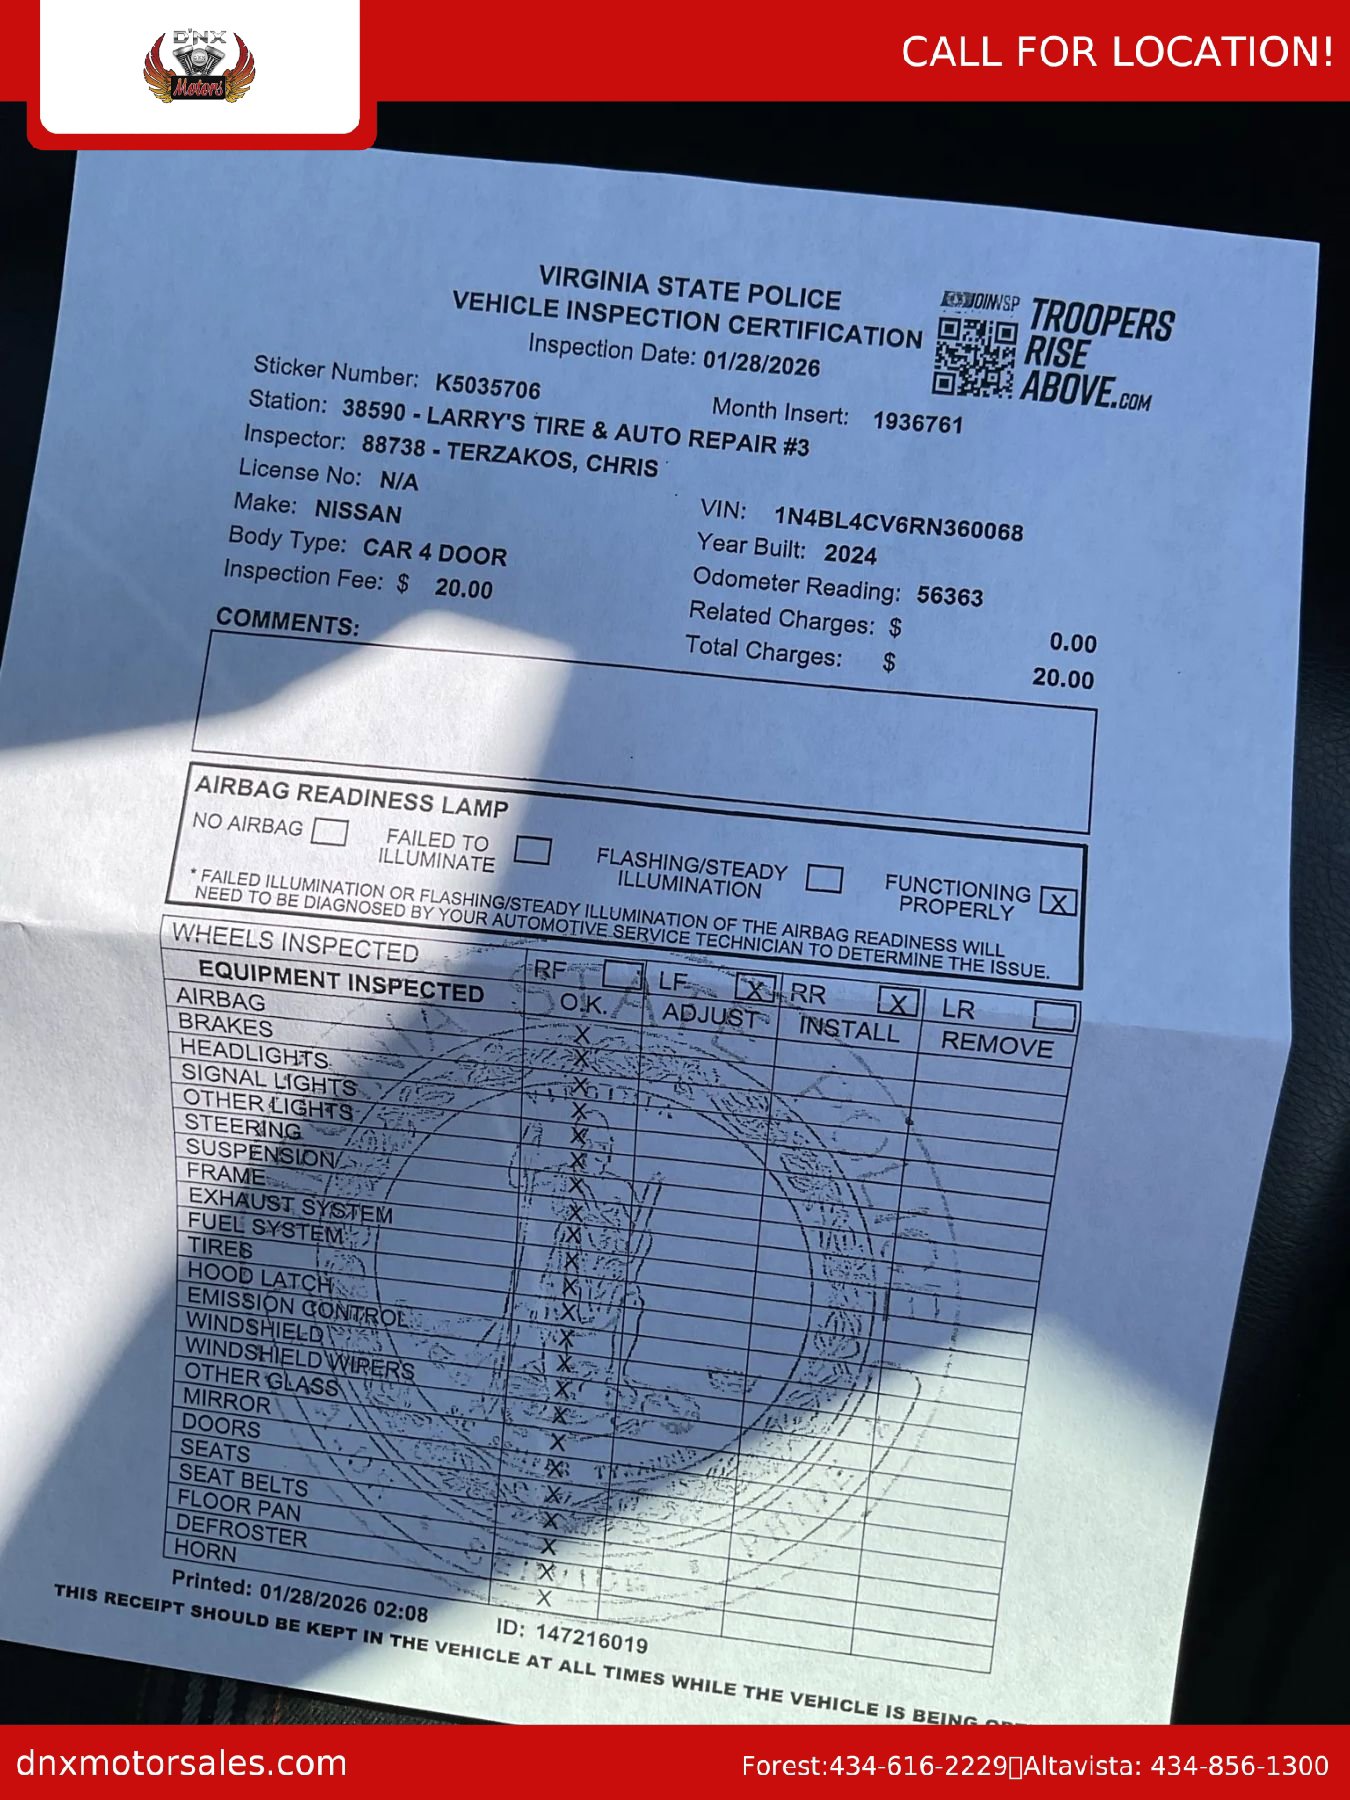 D'NX
Motors
CALL FOR LOCATION!
VIRGINIA STATE POLICE
VEHICLE INSPECTION CERTIFICATION
Inspection Date: 01/28/2026
JOINVSP
TROOPERS
RISE
ABOVE.COM
Sticker Number: K5035706
Month Insert: 1936761
Station: 38590 - LARRY'S TIRE & AUTO REPAIR #3
Inspector: 88738 - TERZAKOS, CHRIS
License No: N/A
VIN: 1N4BL4CV6RN360068
Make: NISSAN
Year Built: 2024
Body Type: CAR 4 DOOR
Odometer Reading: 56363
Inspection Fee: $ 20.00
Related Charges: $ 0.00
Total Charges: $ 20.00
COMMENTS:
AIRBAG READINESS LAMP
NO AIRBAG
FAILED TO ILLUMINATE
FLASHING/STEADY ILLUMINATION
FUNCTIONING PROPERLY X
* FAILED ILLUMINATION OR FLASHING/STEADY ILLUMINATION OF THE AIRBAG READINESS WILL
NEED TO BE DIAGNOSED BY YOUR AUTOMOTIVE SERVICE TECHNICIAN TO DETERMINE THE ISSUE.
WHEELS INSPECTED RF LF X RR X LR
EQUIPMENT INSPECTED O.K. ADJUST INSTALL REMOVE
AIRBAG X
BRAKES X
HEADLIGHTS X
SIGNAL LIGHTS X
OTHER LIGHTS X
STEERING X
SUSPENSION X
FRAME X
EXHAUST SYSTEM X
FUEL SYSTEM X
TIRES X
HOOD LATCH X
EMISSION CONTROL X
WINDSHIELD X
WINDSHIELD WIPERS X
OTHER GLASS X
MIRROR X
DOORS X
SEATS X
SEAT BELTS X
FLOOR PAN X
DEFROSTER X
HORN X
Printed: 01/28/2026 02:08
ID: 147216019
THIS RECEIPT SHOULD BE KEPT IN THE VEHICLE AT ALL TIMES WHILE THE VEHICLE IS BEING
dnxmotorsales.com
Forest:434-616-2229 Altavista: 434-856-1300